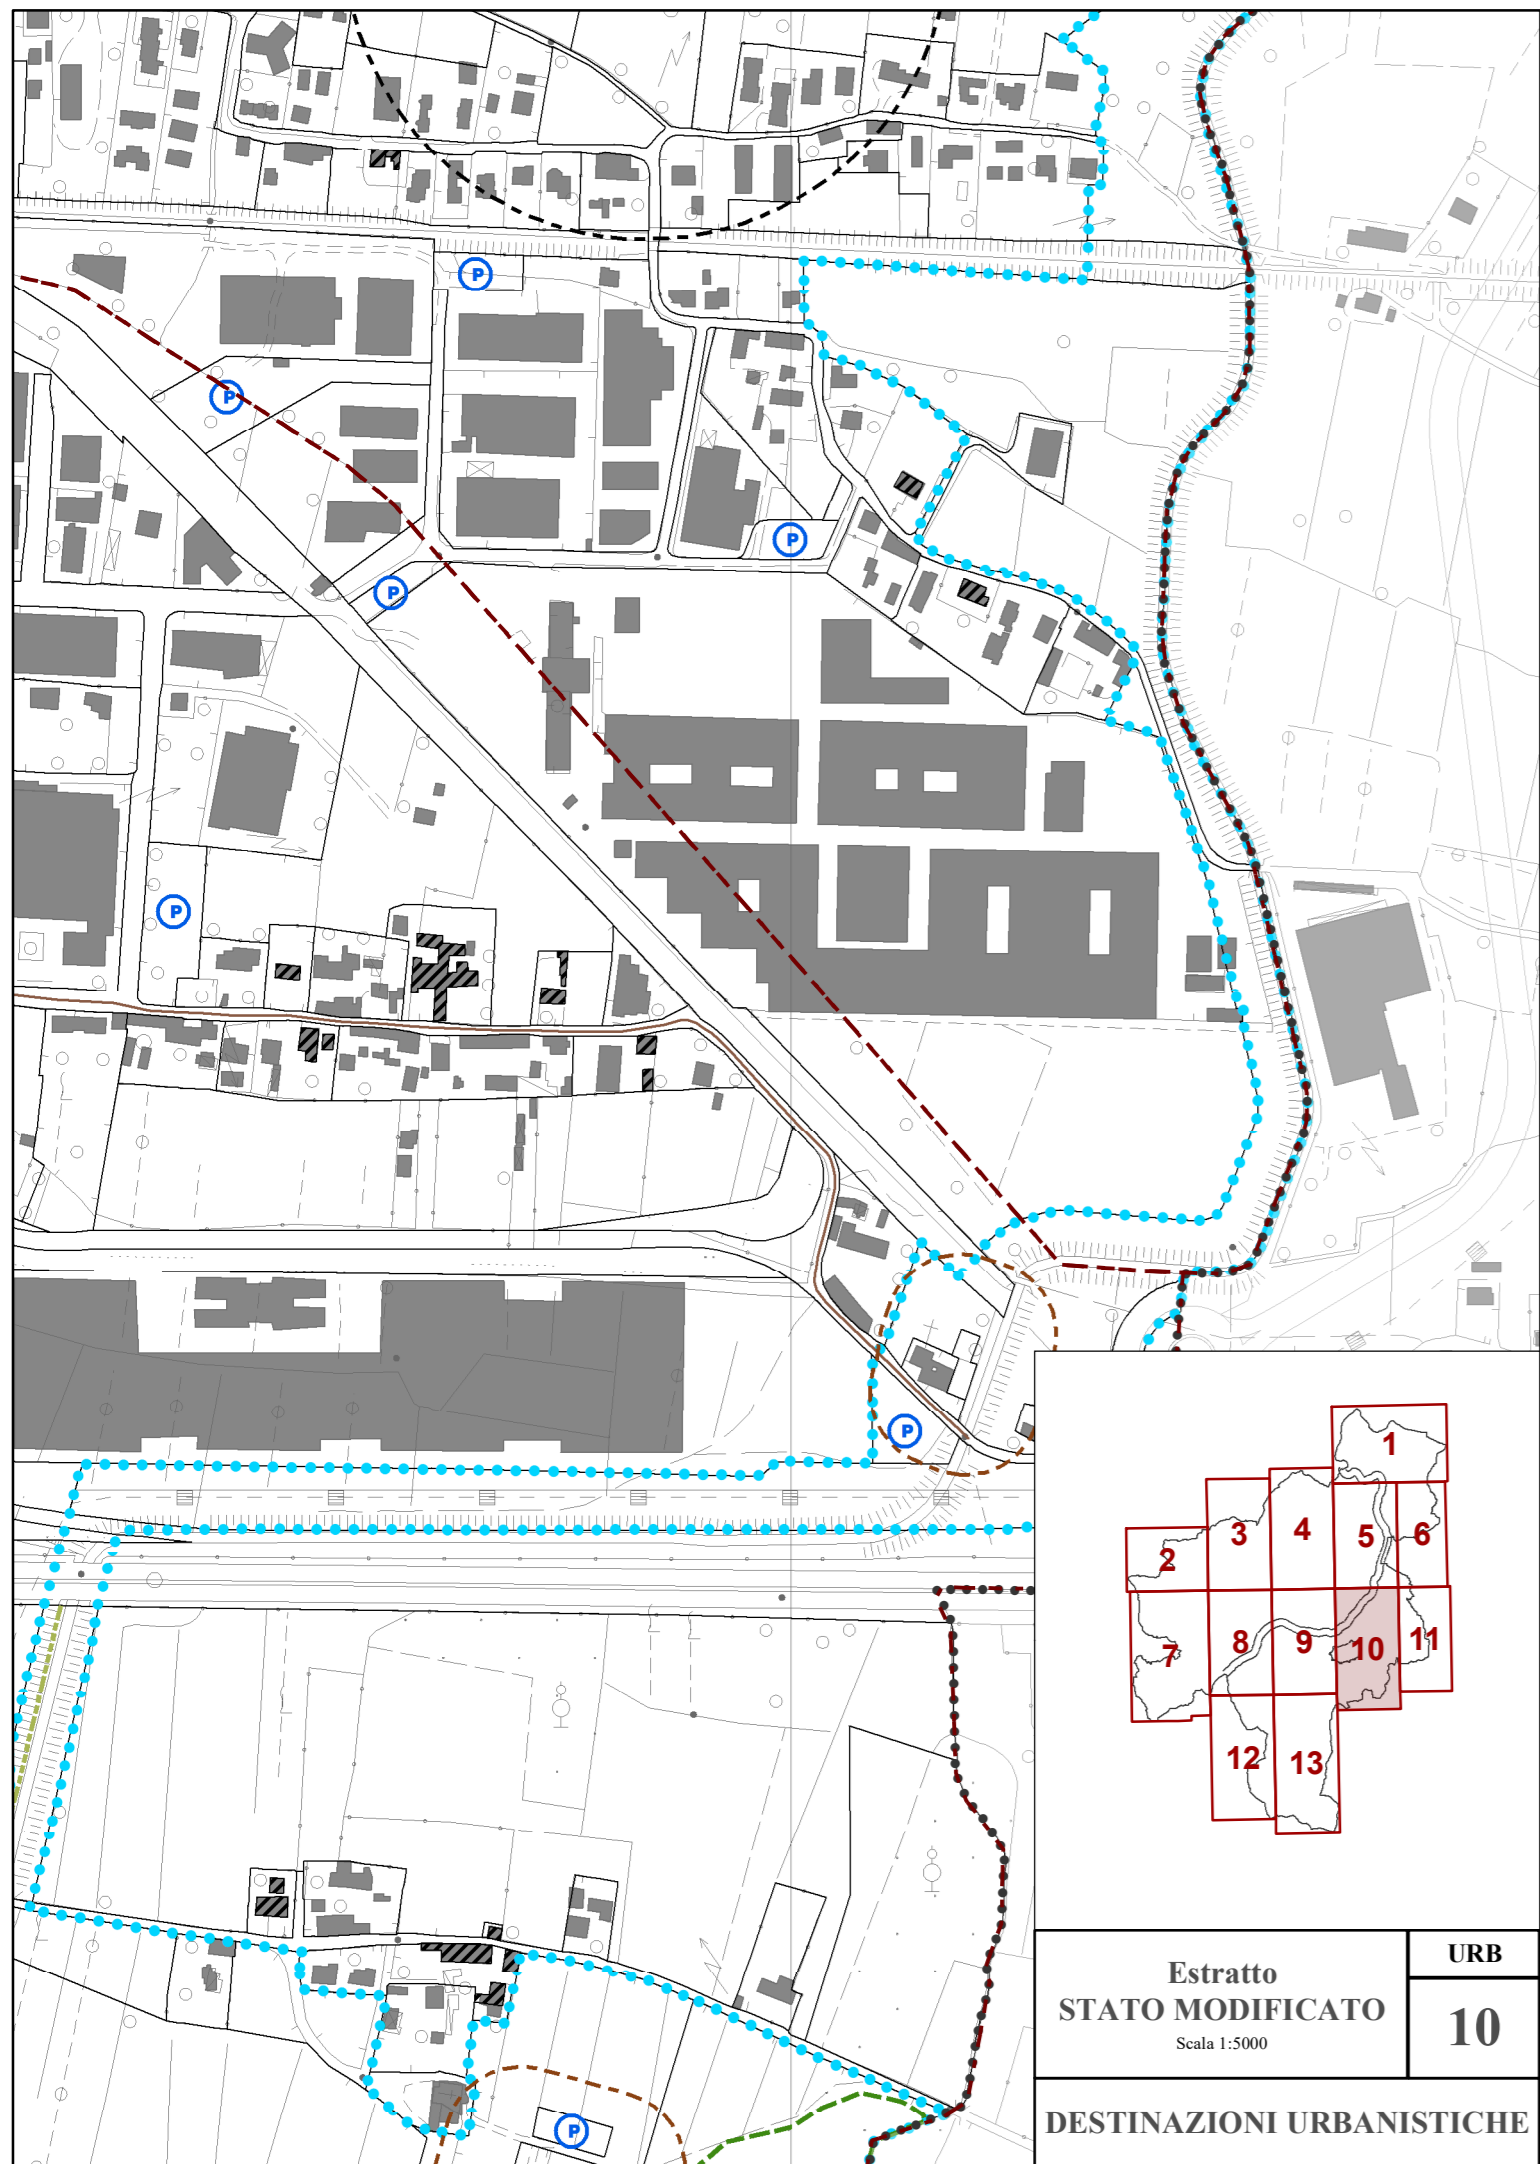 P
P
P
P
P
P
1
3
4
5
6
2
7
8
9
10
11
12
13
P
Estratto
STATO MODIFICATO
Scala 1:5000
URB
10
DESTINAZIONI URBANISTICHE
P